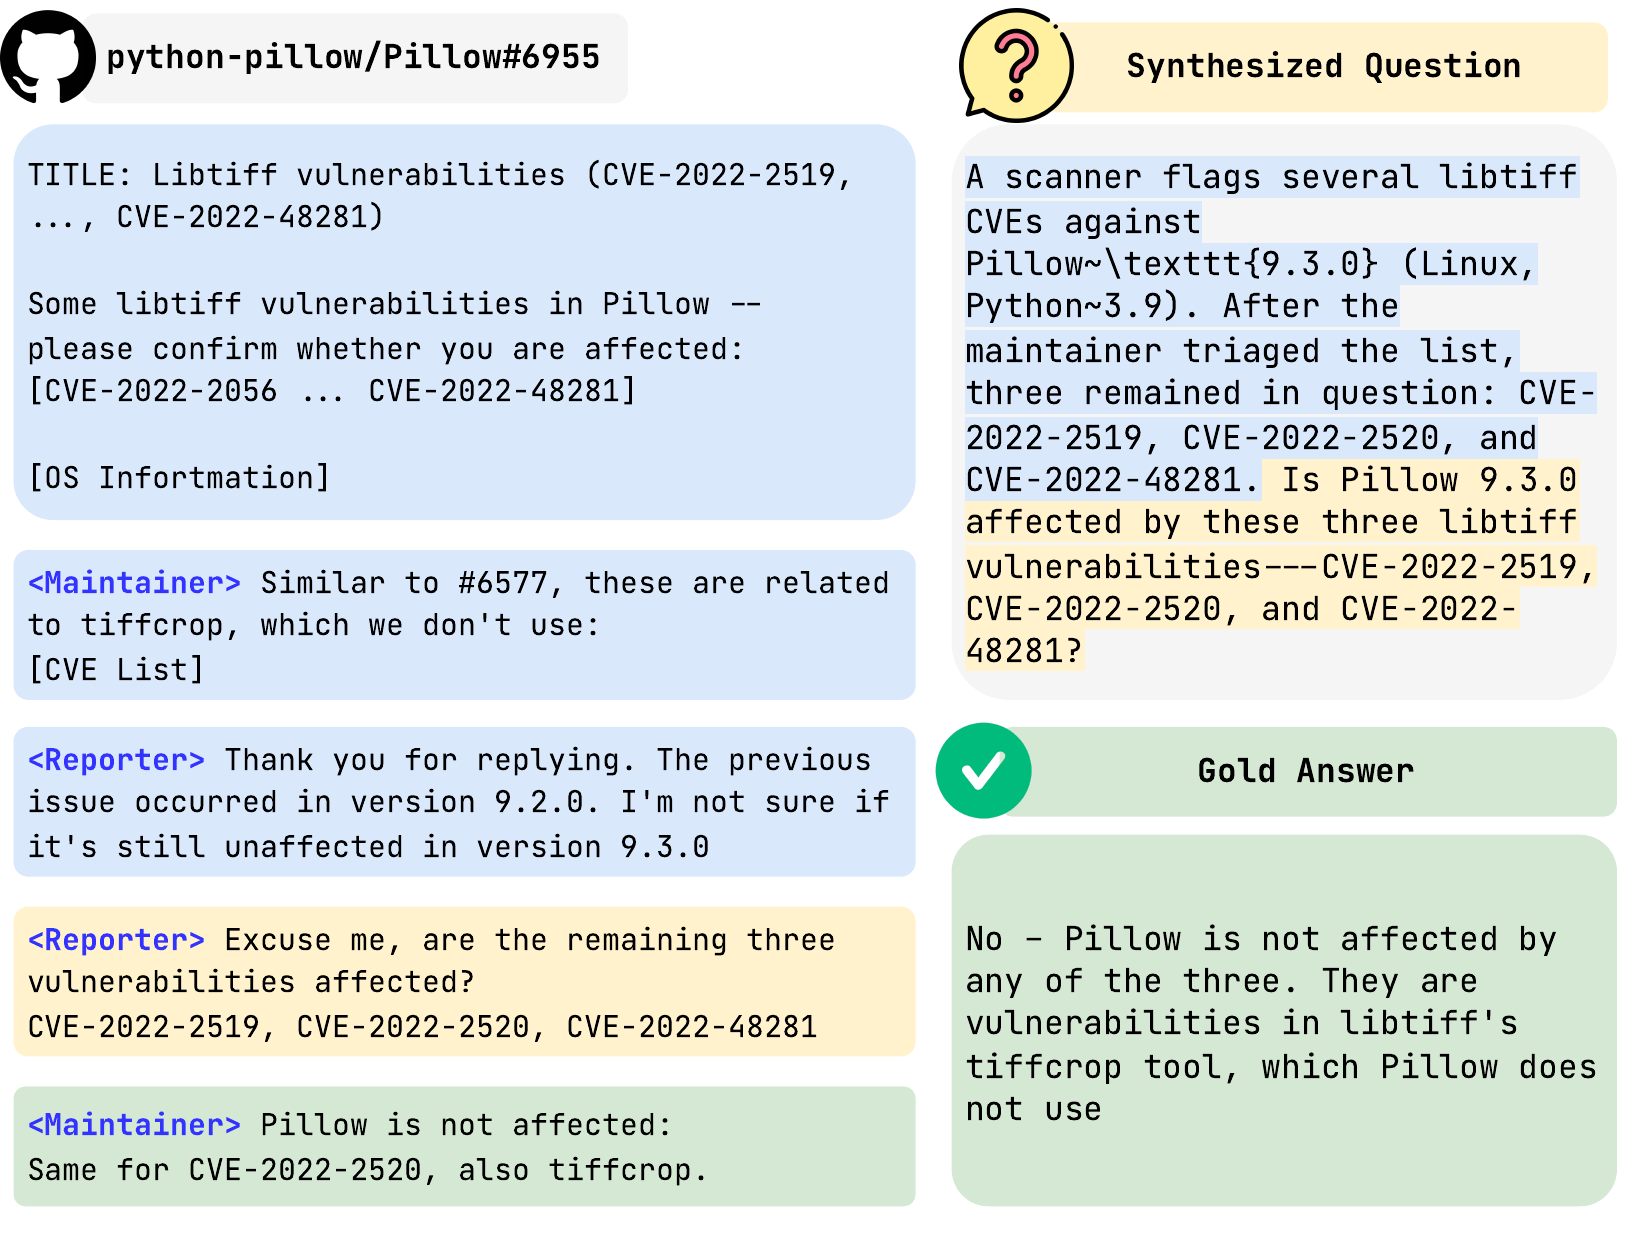 python-pillow/Pillow#6955
TITLE: Libtiff vulnerabilities (CVE-2022-2519,
..., CVE-2022-48281)
Some libtiff vulnerabilities in Pillow --
please confirm whether you are affected:
[CVE-2022-2056 ... CVE-2022-48281]
[OS Infortmation]
<Maintainer> Similar to #6577, these are related
to tiffcrop, which we don't use:
[CVE List]
<Reporter> Thank you for replying. The previous
issue occurred in version 9.2.0. I'm not sure if
it's still unaffected in version 9.3.0
<Reporter> Excuse me, are the remaining three
vulnerabilities affected?
CVE-2022-2519, CVE-2022-2520, CVE-2022-48281
<Maintainer> Pillow is not affected:
Same for CVE-2022-2520, also tiffcrop.
Synthesized Question
A scanner flags several libtiff
CVEs against
Pillow~\texttt{9.3.0} (Linux,
Python~3.9). After the
maintainer triaged the list,
three remained in question: CVE-
2022-2519, CVE-2022-2520, and
CVE-2022-48281. Is Pillow 9.3.0
affected by these three libtiff
vulnerabilities---CVE-2022-2519,
CVE-2022-2520, and CVE-2022-
48281?
Gold Answer
No – Pillow is not affected by
any of the three. They are
vulnerabilities in libtiff's
tiffcrop tool, which Pillow does
not use